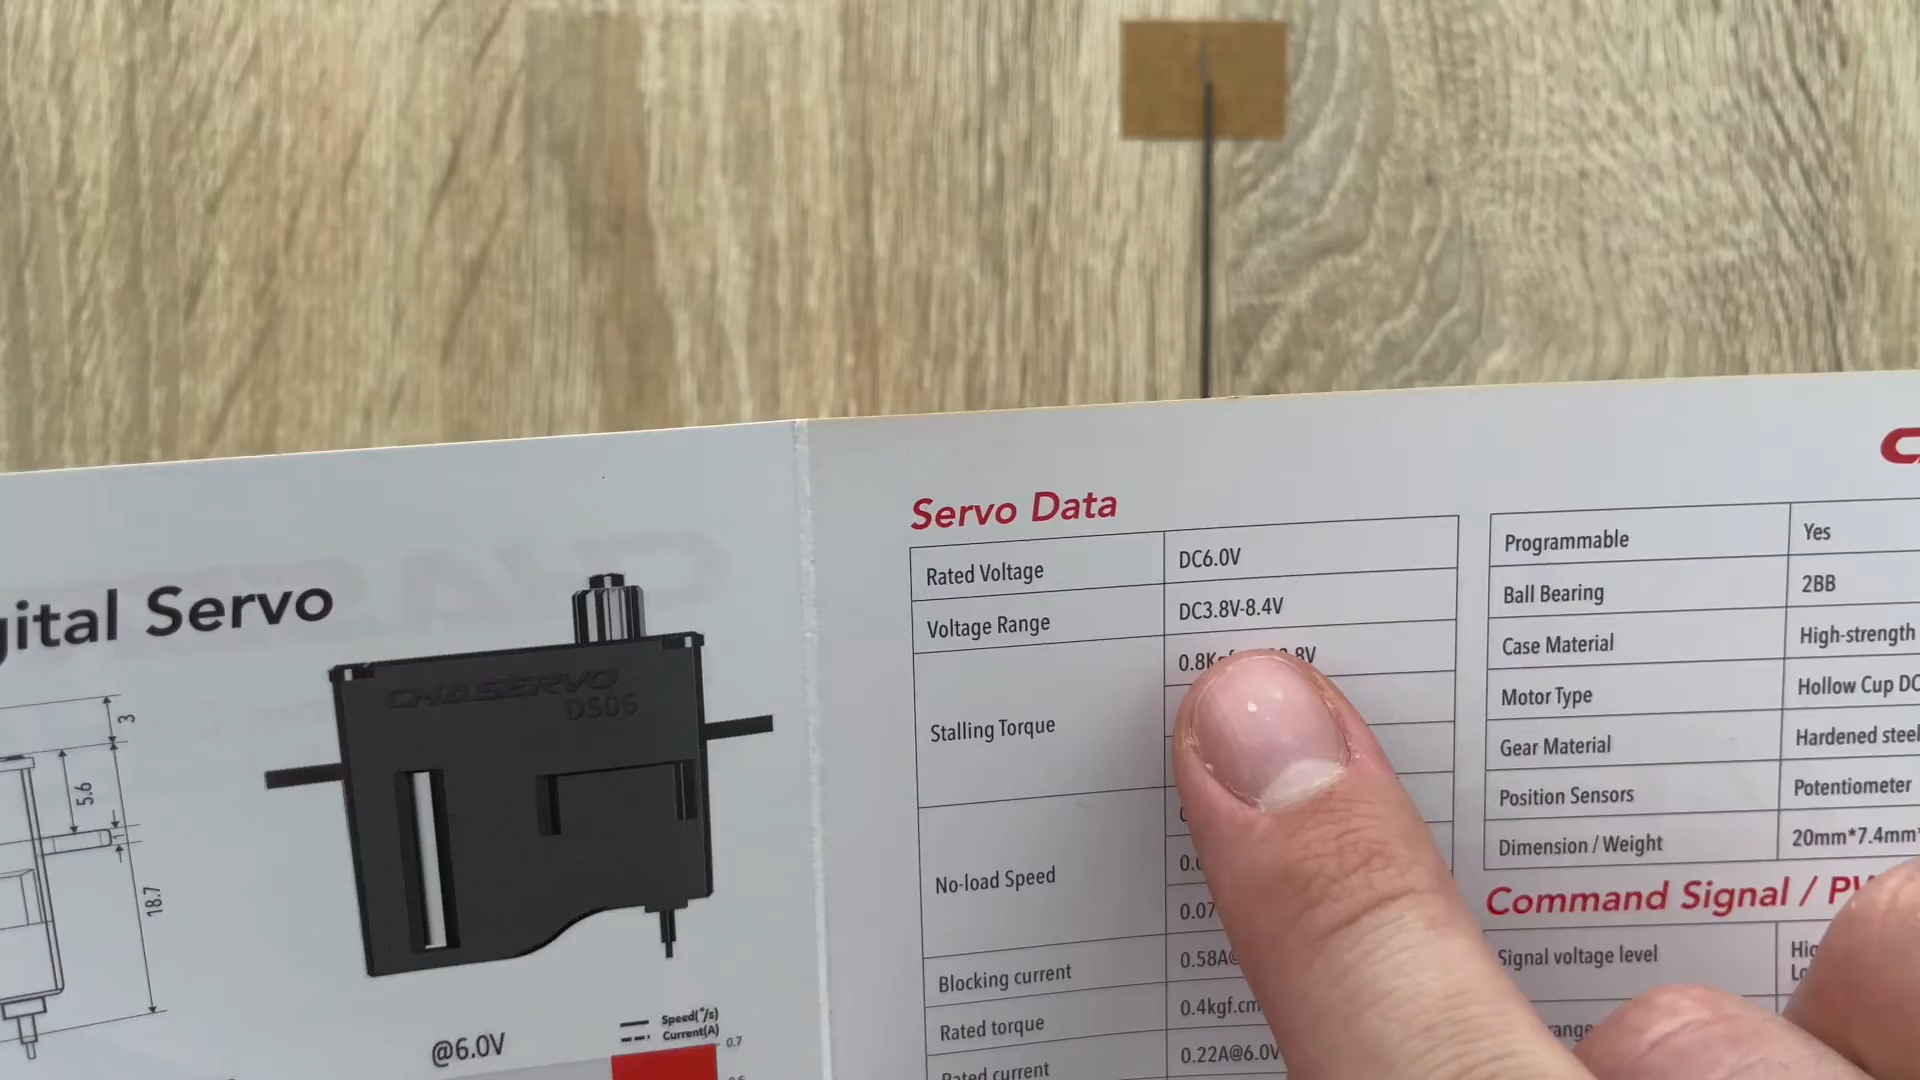 Digital Servo
3
5.6
1
18.7
CHASERVO
DS06
@6.0V
Speed(°/s)
Current(A)
0.7
Servo Data
Rated Voltage DC6.0V
Voltage Range DC3.8V-8.4V
Stalling Torque
No-load Speed
0.07
Blocking current 0.58A@
Rated torque 0.4kgf.cm
Rated current 0.22A@6.0V
Programmable Yes
Ball Bearing 2BB
Case Material High-strength
Motor Type Hollow Cup DC
Gear Material Hardened steel
Position Sensors Potentiometer
Dimension / Weight 20mm*7.4mm*
Command Signal /
Signal voltage level